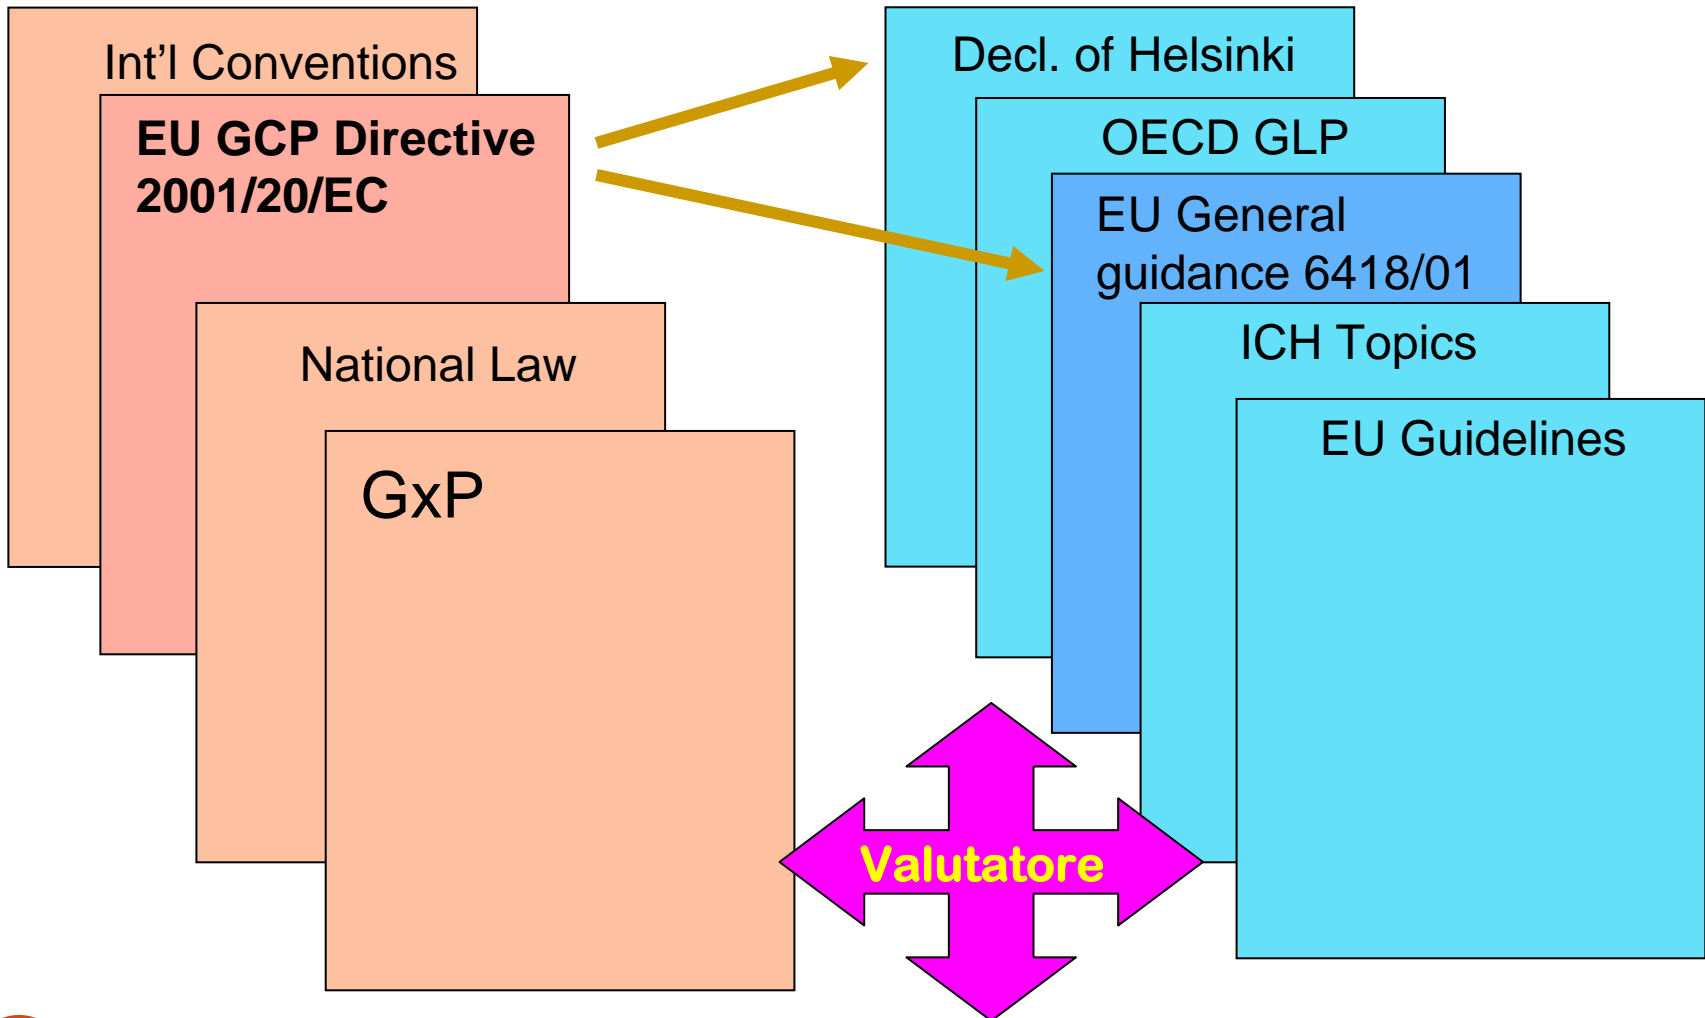 Int'l Conventions
EU GCP Directive
2001/20/EC
National Law
GxP
Decl. of Helsinki
OECD GLP
EU General
guidance 6418/01
ICH Topics
EU Guidelines
Valutatore